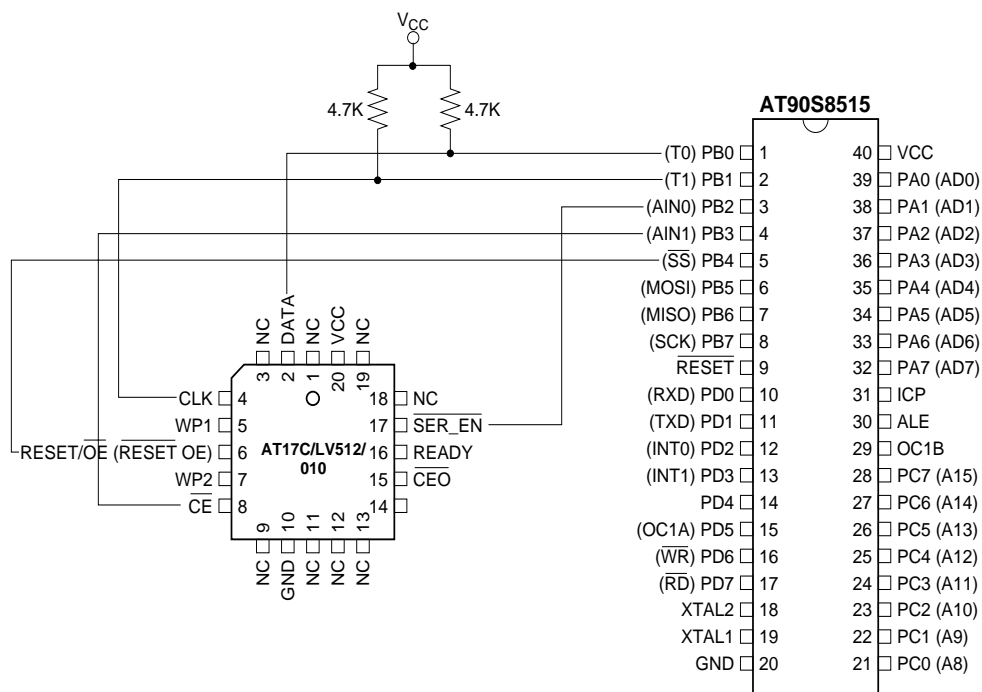 VCC
4.7K 4.7K
AT90S8515
(T0) PB0 1 40 VCC
(T1) PB1 2 39 PA0 (AD0)
(AIN0) PB2 3 38 PA1 (AD1)
(AIN1) PB3 4 37 PA2 (AD2)
(SS) PB4 5 36 PA3 (AD3)
(MOSI) PB5 6 35 PA4 (AD4)
(MISO) PB6 7 34 PA5 (AD5)
(SCK) PB7 8 33 PA6 (AD6)
RESET 9 32 PA7 (AD7)
(RXD) PD0 10 31 ICP
(TXD) PD1 11 30 ALE
(INT0) PD2 12 29 OC1B
(INT1) PD3 13 28 PC7 (A15)
PD4 14 27 PC6 (A14)
(OC1A) PD5 15 26 PC5 (A13)
(WR) PD6 16 25 PC4 (A12)
(RD) PD7 17 24 PC3 (A11)
XTAL2 18 23 PC2 (A10)
XTAL1 19 22 PC1 (A9)
GND 20 21 PC0 (A8)
NC DATA NC VCC NC
3 2 1 20 19
CLK 4 18 NC
WP1 5 17 SER_EN
RESET/OE (RESET OE) 6 16 READY
WP2 7 15 CEO
CE 8 14
AT17C/LV512/
010
9 10 11 12 13
NC GND NC NC NC